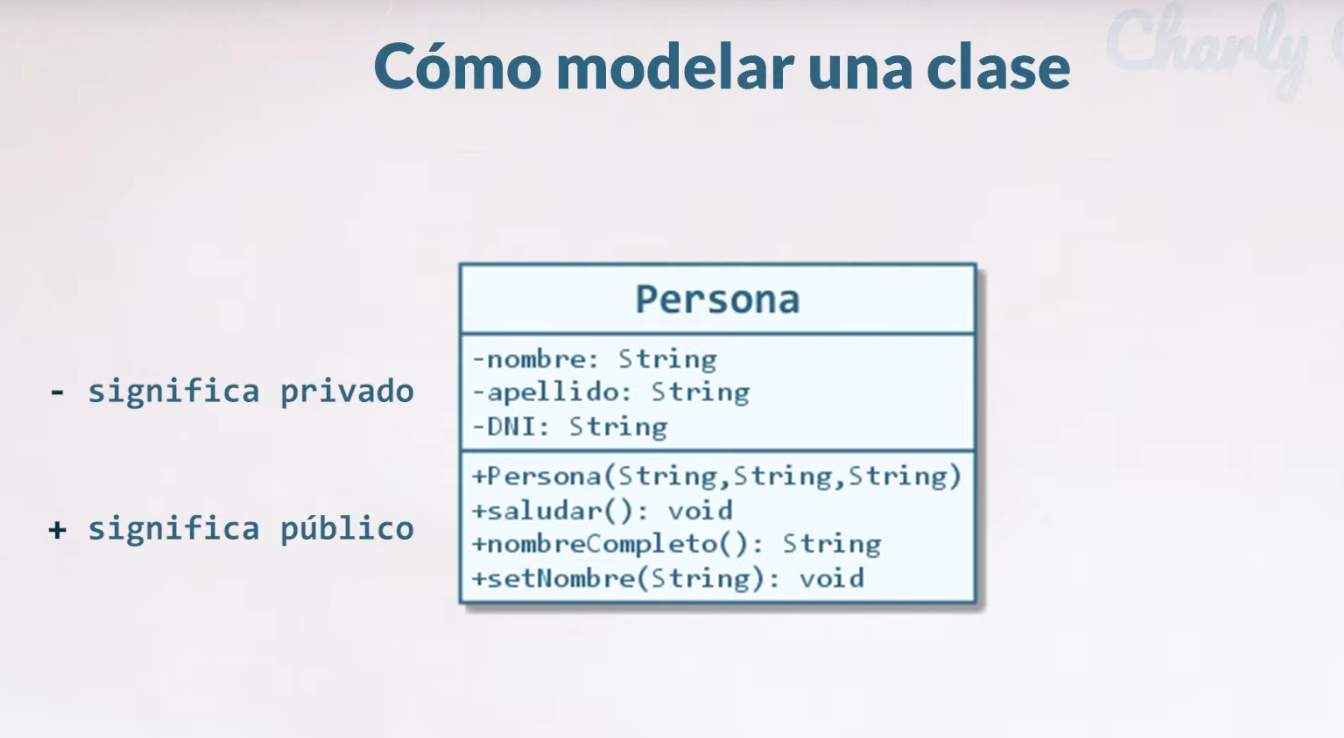 Cómo modelar una clase
Charly
Persona
-nombre: String
-apellido: String
-DNI: String
- significa privado
+Persona(String,String,String)
+saludar(): void
+nombreCompleto(): String
+setNombre(String): void
+ significa público